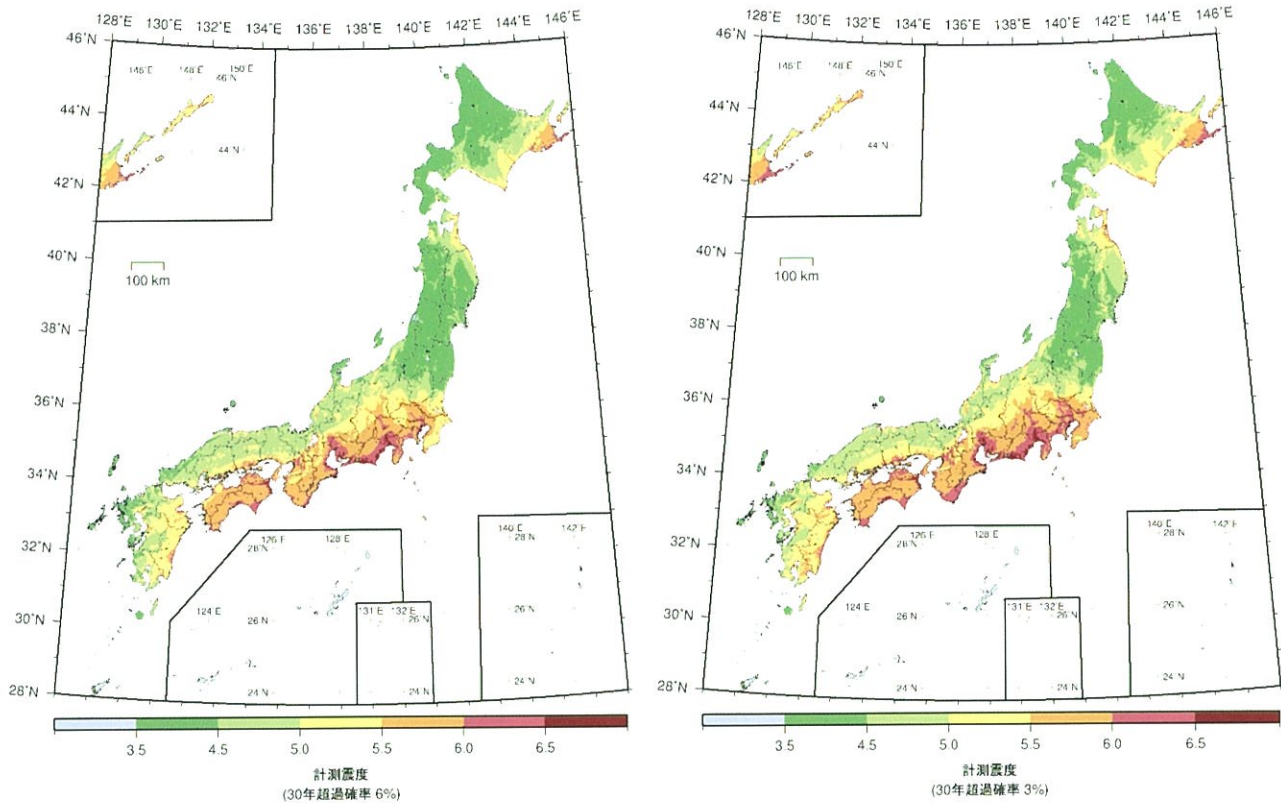 128°E 130°E 132°E 134°E 136°E 138°E 140°E 142°E 144°E 146°E
46°N
146°E 148°E 150°E
46°N
44°N
44°N
42°N
40°N
100 km
38°N
36°N
34°N
32°N
30°N
28°N
126°E 128°E
28°N
124°E
26°N
24°N
131°E 132°E
26°N
24°N
140°E 142°E
28°N
26°N
24°N
3.5 4.5 5.0 5.5 6.0 6.5
計測震度
(30年超過確率 6%)
128°E 130°E 132°E 134°E 136°E 138°E 140°E 142°E 144°E 146°E
46°N
146°E 148°E 150°E
46°N
44°N
44°N
42°N
40°N
100 km
38°N
36°N
34°N
32°N
30°N
28°N
126°E 128°E
28°N
124°E
26°N
24°N
131°E 132°E
26°N
24°N
140°E 142°E
28°N
26°N
24°N
3.5 4.5 5.0 5.5 6.0 6.5
計測震度
(30年超過確率 3%)